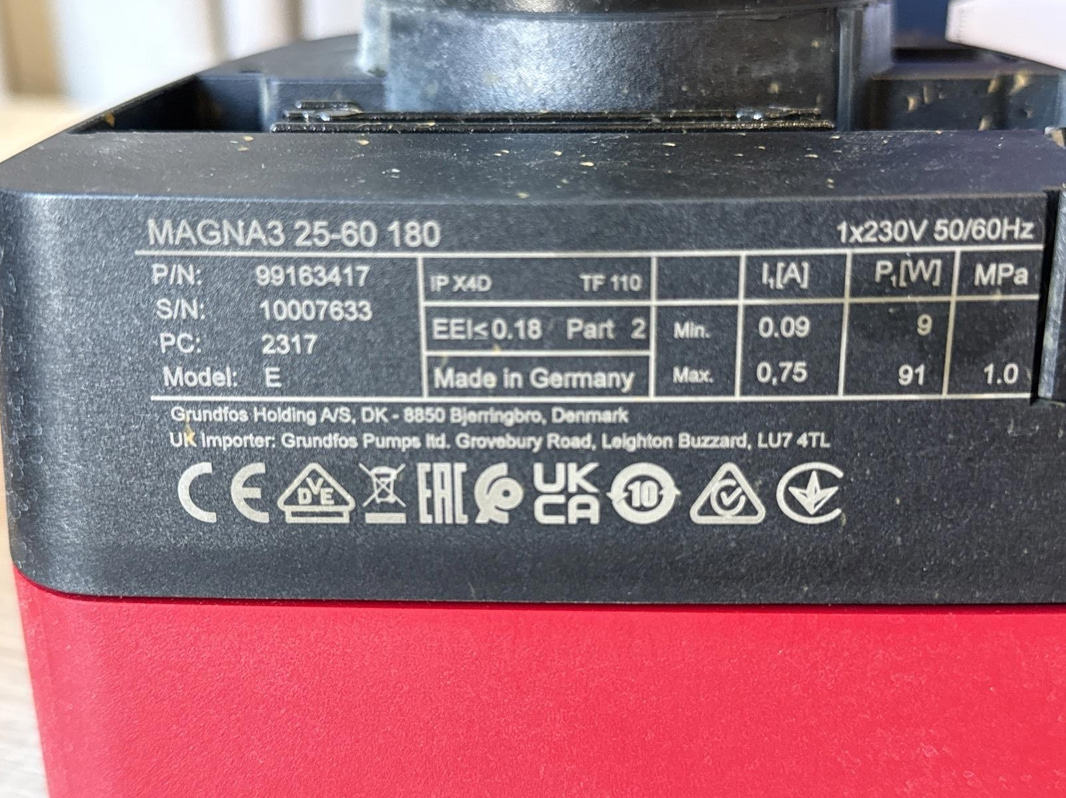 MAGNA3 25-60 180 1x230V 50/60Hz
P/N: 99163417 IP X4D TF 110 I₁[A] P₁[W] MPa
S/N: 10007633
EEI≤0.18 Part 2 Min. 0.09 9
PC: 2317
Model: E Made in Germany Max. 0,75 91 1.0
Grundfos Holding A/S, DK - 8850 Bjerringbro, Denmark
UK Importer: Grundfos Pumps ltd. Grovebury Road, Leighton Buzzard, LU7 4TL
CE DVE EAC UK CA 10